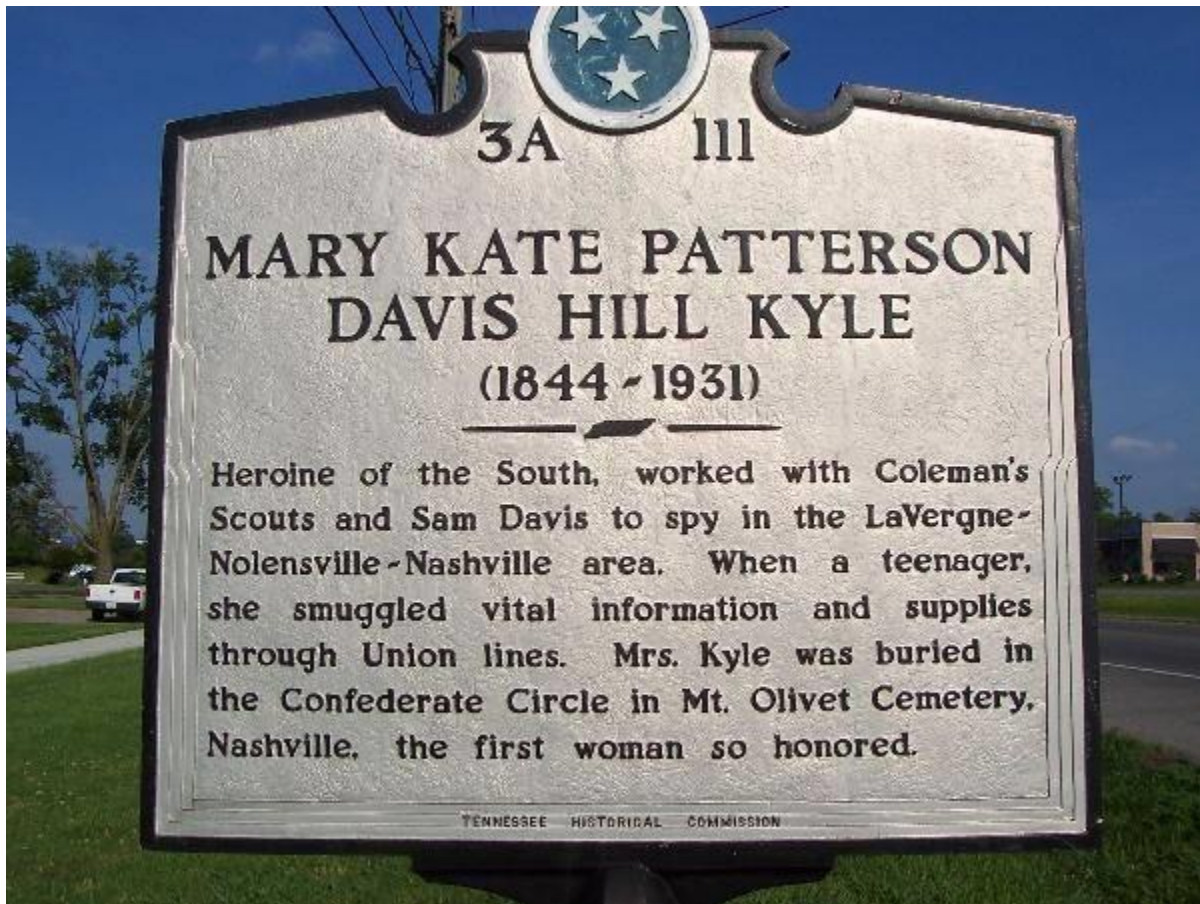 3A 111
MARY KATE PATTERSON
DAVIS HILL KYLE
(1844-1931)
Heroine of the South, worked with Coleman's
Scouts and Sam Davis to spy in the LaVergne-
Nolensville-Nashville area. When a teenager,
she smuggled vital information and supplies
through Union lines. Mrs. Kyle was buried in
the Confederate Circle in Mt. Olivet Cemetery,
Nashville, the first woman so honored.
TENNESSEE HISTORICAL COMMISSION